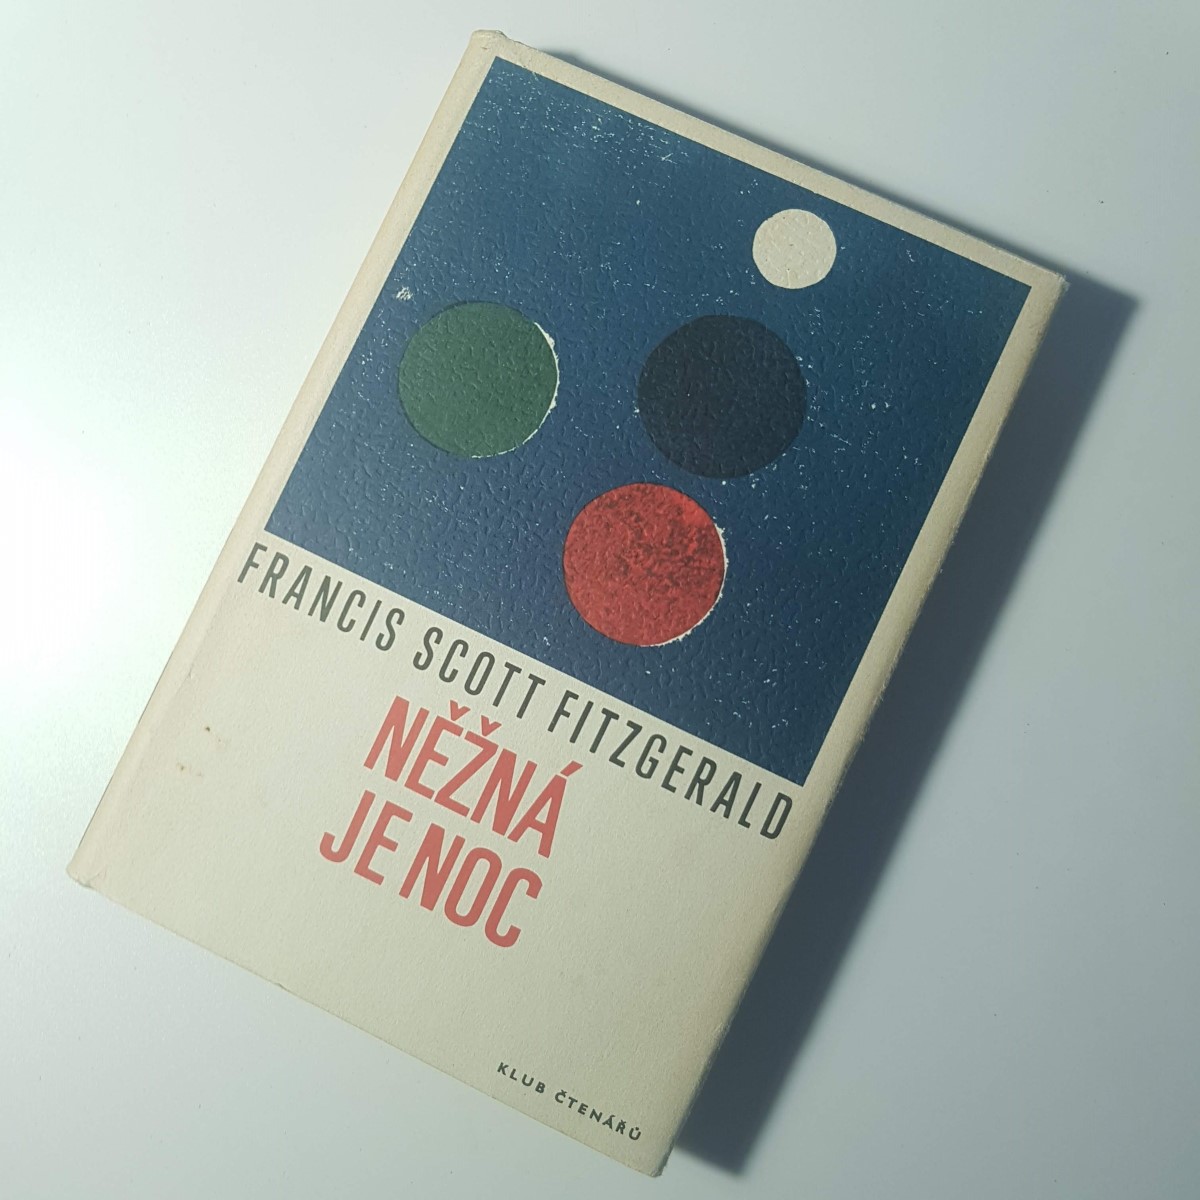 FRANCIS SCOTT FITZGERALD
NĚŽNÁ
JE NOC
KLUB ČTENÁŘŮ